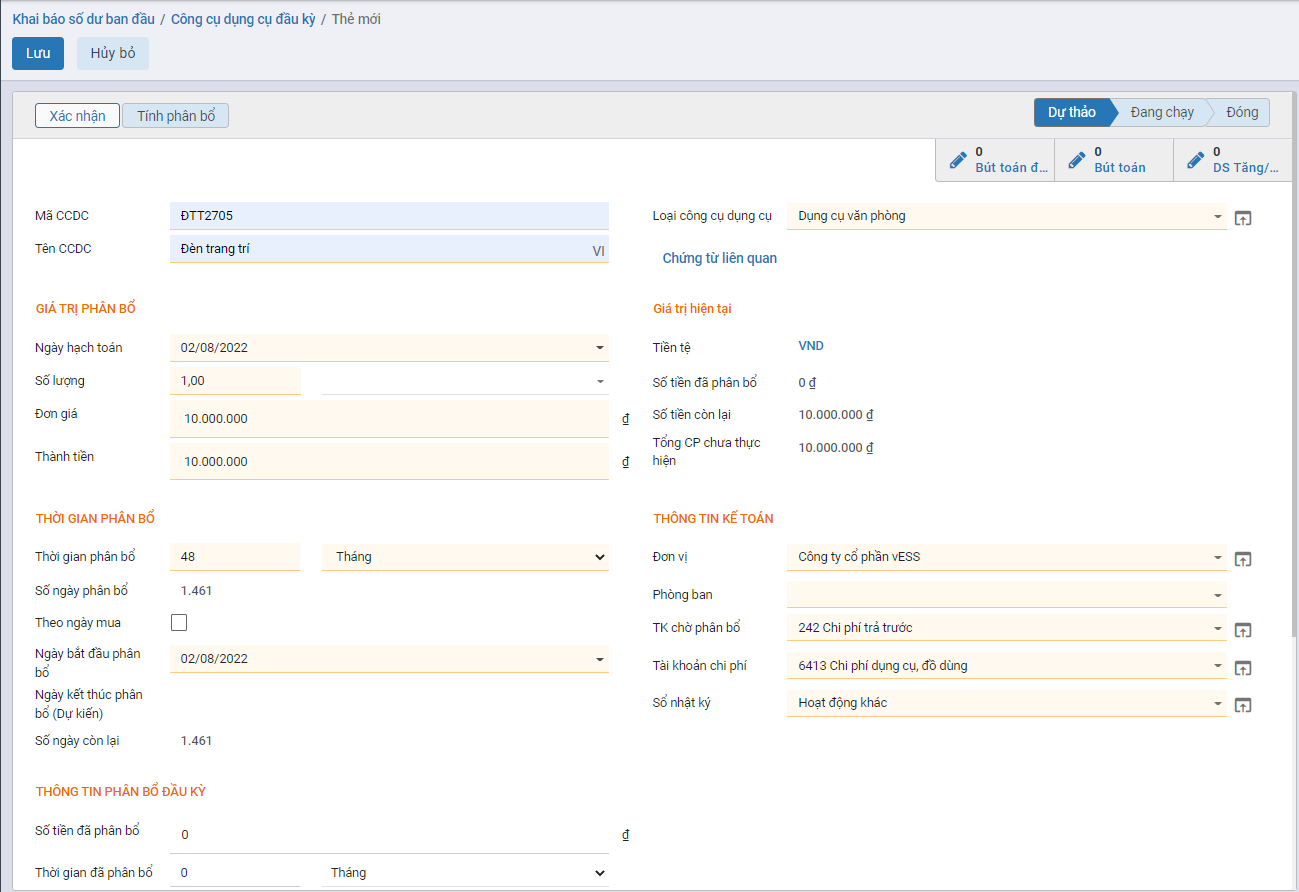 Khai báo số dư ban đầu / Công cụ dụng cụ đầu kỳ / Thẻ mới
Lưu Hủy bỏ
Xác nhận Tính phân bổ Dự thảo Đang chạy Đóng
0 0 0
Bút toán đ... Bút toán DS Tăng/...
Mã CCDC ĐTT2705 Loại công cụ dụng cụ Dụng cụ văn phòng
Tên CCDC Đèn trang trí VI
Chứng từ liên quan
GIÁ TRỊ PHÂN BỔ Giá trị hiện tại
Ngày hạch toán 02/08/2022 Tiền tệ VND
Số lượng 1,00 Số tiền đã phân bổ 0 ₫
Đơn giá 10.000.000 ₫ Số tiền còn lại 10.000.000 ₫
Thành tiền 10.000.000 ₫ Tổng CP chưa thực
hiện 10.000.000 ₫
THỜI GIAN PHÂN BỔ THÔNG TIN KẾ TOÁN
Thời gian phân bổ 48 Tháng Đơn vị Công ty cổ phần vESS
Số ngày phân bổ 1.461 Phòng ban
Theo ngày mua TK chờ phân bổ 242 Chi phí trả trước
Ngày bắt đầu phân
bổ 02/08/2022 Tài khoản chi phí 6413 Chi phí dụng cụ, đồ dùng
Ngày kết thúc phân
bổ (Dự kiến) Sổ nhật ký Hoạt động khác
Số ngày còn lại 1.461
THÔNG TIN PHÂN BỔ ĐẦU KỲ
Số tiền đã phân bổ 0 ₫
Thời gian đã phân bổ 0 Tháng